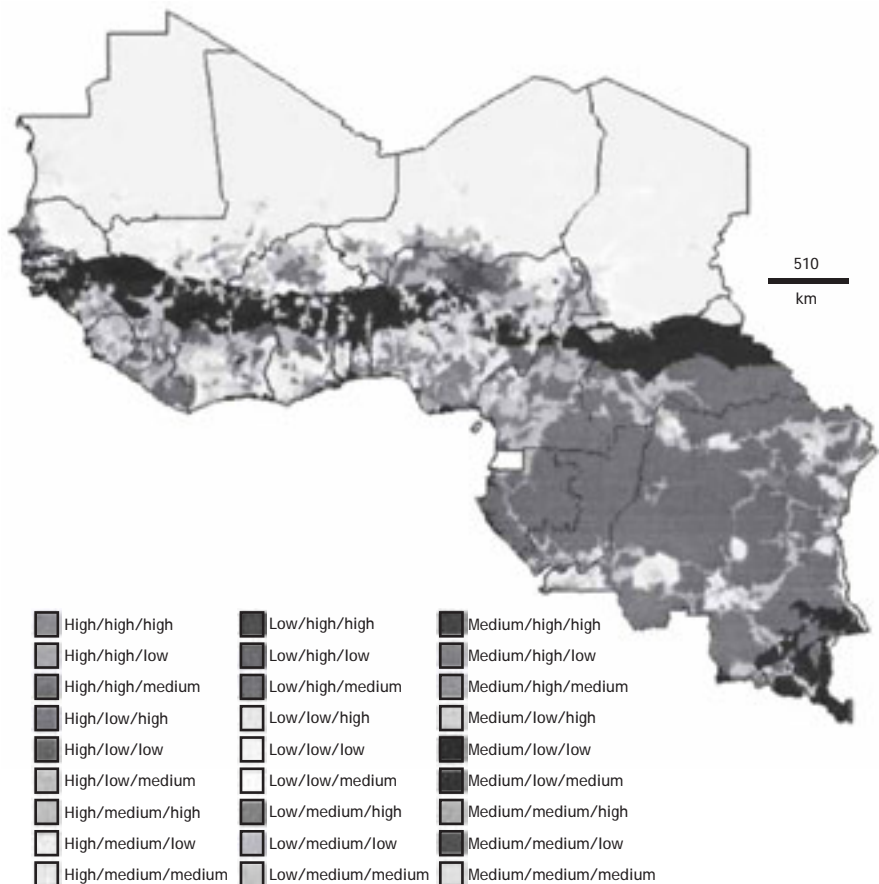 510
km
High/high/high
High/high/low
High/high/medium
High/low/high
High/low/low
High/low/medium
High/medium/high
High/medium/low
High/medium/medium
Low/high/high
Low/high/low
Low/high/medium
Low/low/high
Low/low/low
Low/low/medium
Low/medium/high
Low/medium/low
Low/medium/medium
Medium/high/high
Medium/high/low
Medium/high/medium
Medium/low/high
Medium/low/low
Medium/low/medium
Medium/medium/high
Medium/medium/low
Medium/medium/medium